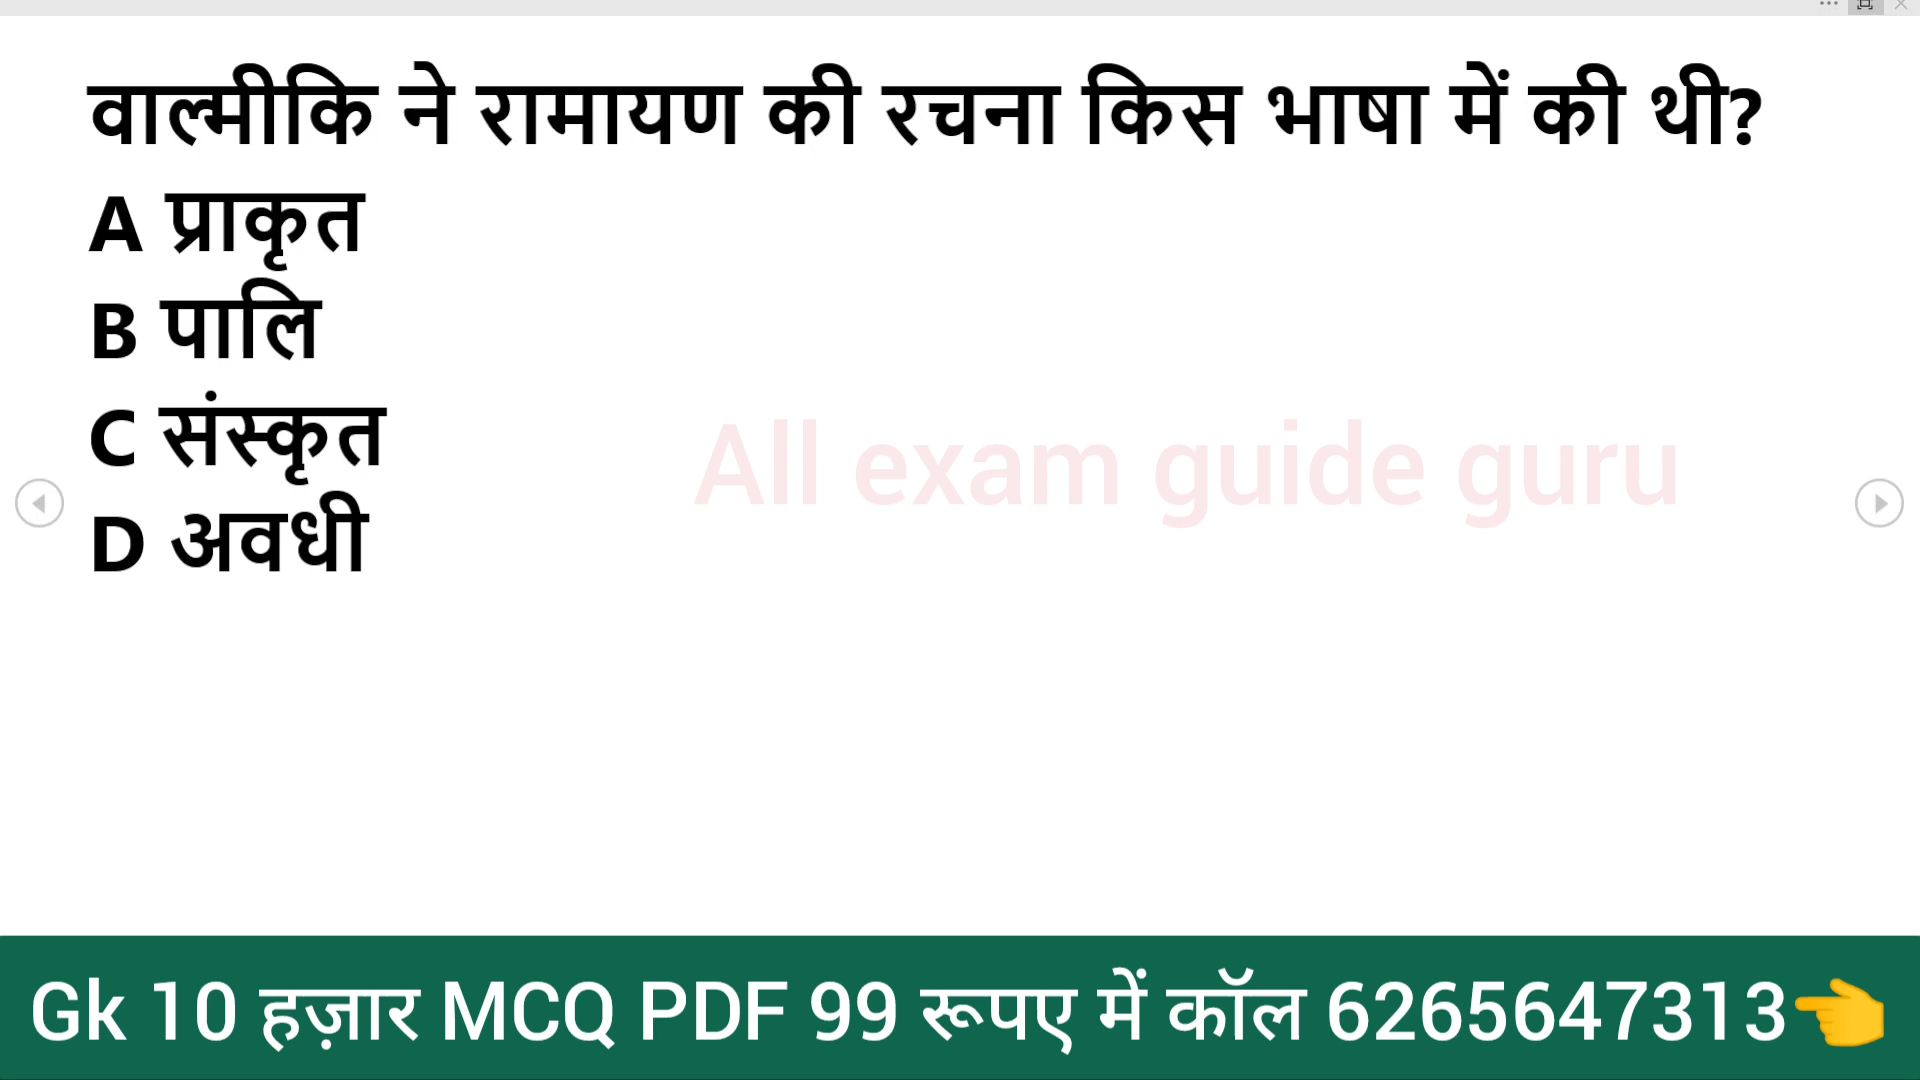 वाल्मीकि ने रामायण की रचना किस भाषा में की थी?
A प्राकृत
B पालि
C संस्कृत
D अवधी
All exam guide guru
Gk 10 हज़ार MCQ PDF 99 रूपए में कॉल 6265647313